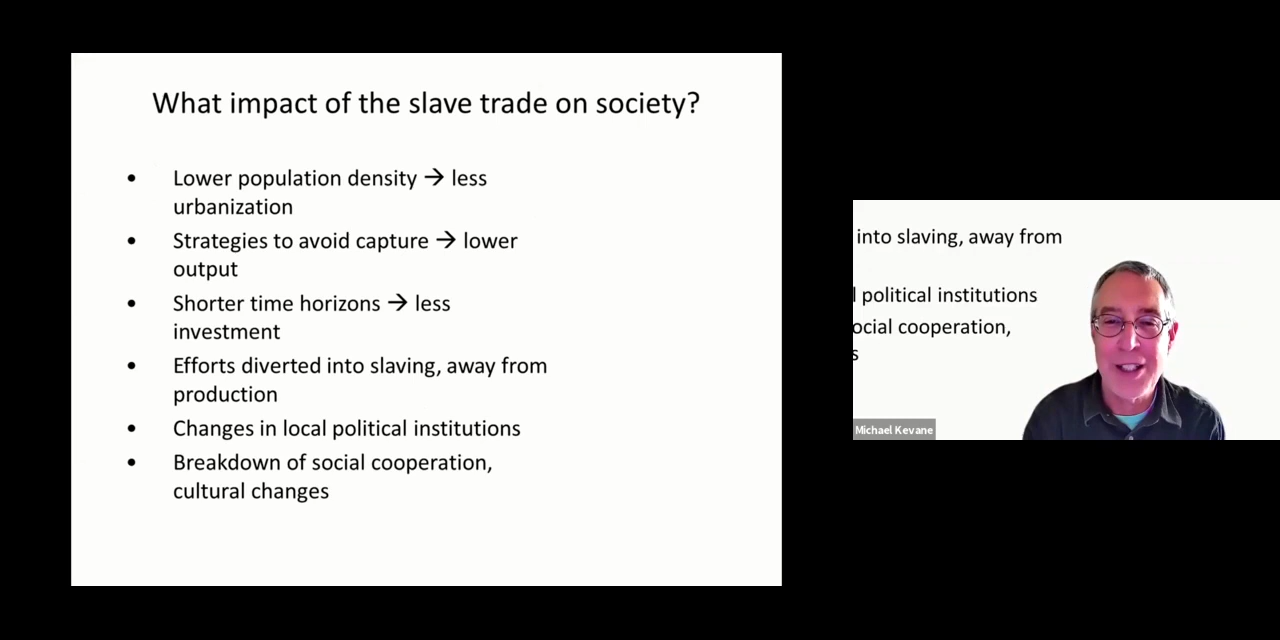 What impact of the slave trade on society?
• Lower population density → less
urbanization
• Strategies to avoid capture → lower
output
• Shorter time horizons → less
investment
• Efforts diverted into slaving, away from
production
• Changes in local political institutions
• Breakdown of social cooperation,
cultural changes
into slaving, away from
l political institutions
ocial cooperation,
s
Michael Kevane